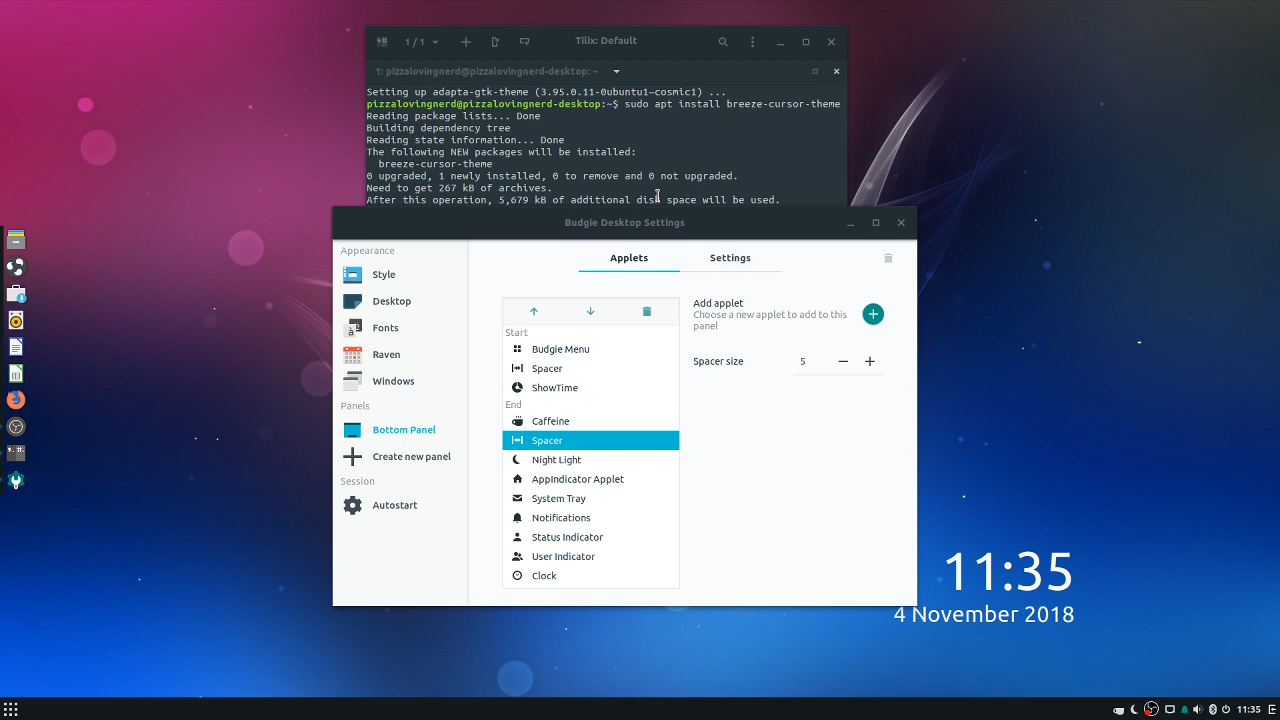 1 / 1
Tilix: Default
1: pizzalovingnerd@pizzalovingnerd-desktop: ~
Setting up adapta-gtk-theme (3.95.0.11-0ubuntu1~cosmic1) ...
pizzalovingnerd@pizzalovingnerd-desktop:~$ sudo apt install breeze-cursor-theme
Reading package lists... Done
Building dependency tree
Reading state information... Done
The following NEW packages will be installed:
breeze-cursor-theme
0 upgraded, 1 newly installed, 0 to remove and 0 not upgraded.
Need to get 267 kB of archives.
After this operation, 5,679 kB of additional disk space will be used.
Budgie Desktop Settings
Appearance
Style
Desktop
Fonts
Raven
Windows
Panels
Bottom Panel
Create new panel
Session
Autostart
Applets
Settings
Start
Budgie Menu
Spacer
ShowTime
End
Caffeine
Spacer
Night Light
AppIndicator Applet
System Tray
Notifications
Status Indicator
User Indicator
Clock
Add applet
Choose a new applet to add to this
panel
Spacer size
5
11:35
4 November 2018
11:35